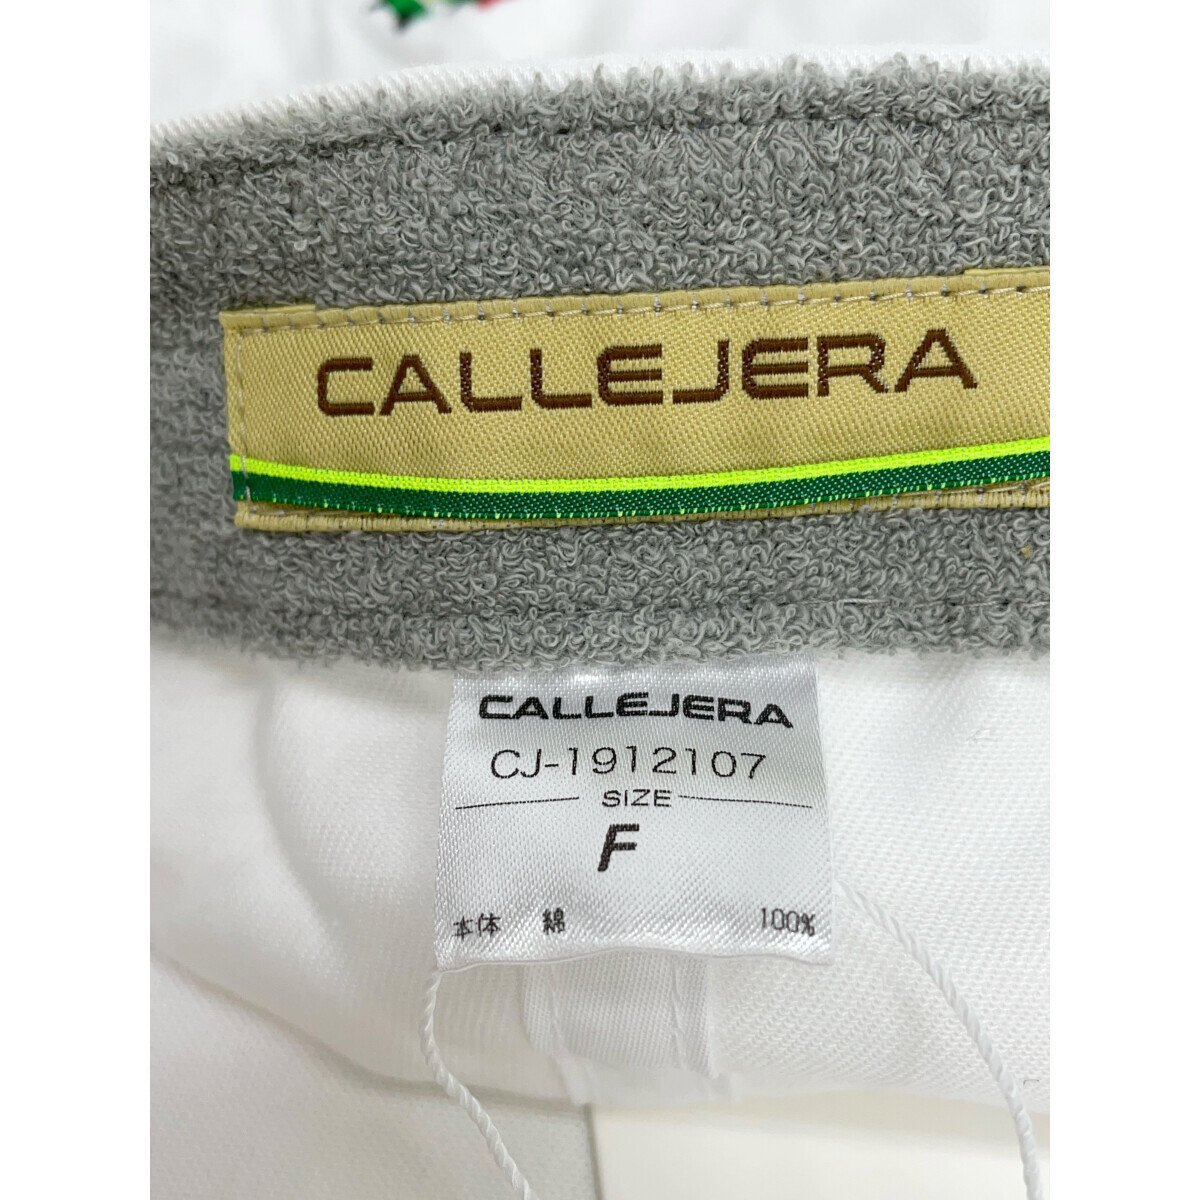 CALLEJERA
CALLEJERA
CJ-1912107
SIZE
F
本体 綿 100%